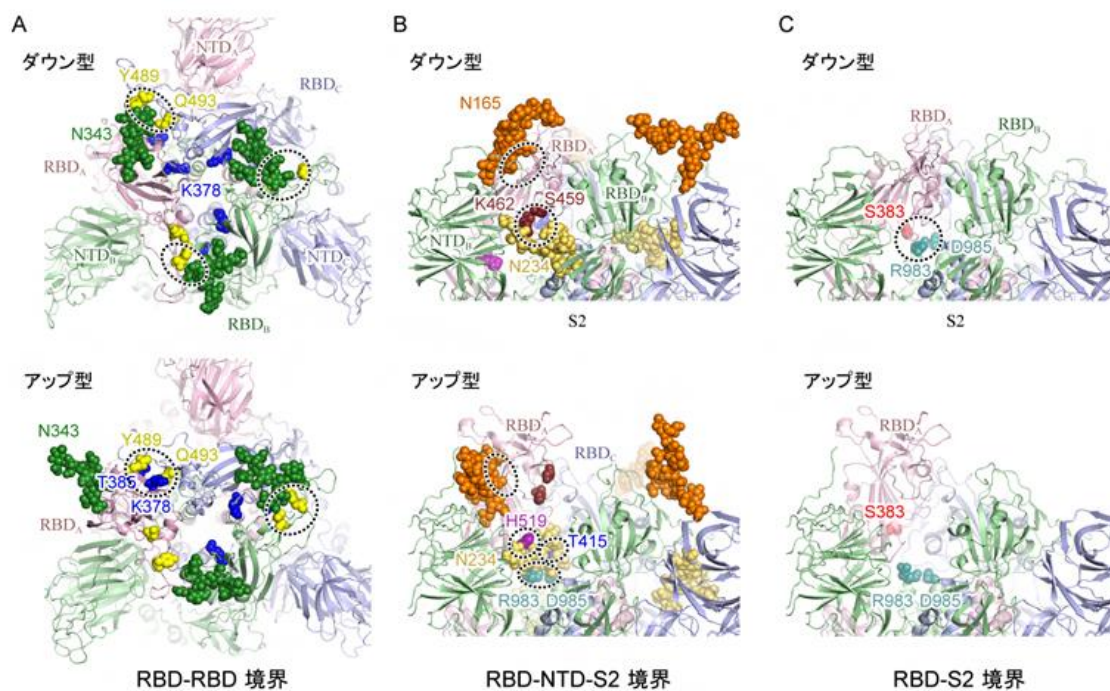 A
ダウン型
NTDA
Y489
Q493
RBDC
N343
RBDA
K378
NTDB
NTD
RBDB
アップ型
N343
Y489
Q493
T385
K378
RBDA
RBD-RBD 境界
B
ダウン型
N165
RBDA
K462
S459
RBDB
NTDB
N234
S2
アップ型
RBDA
RBDC
H519
T415
N234
R983
D985
RBD-NTD-S2 境界
C
ダウン型
RBDA
RBDB
S383
D985
R983
S2
アップ型
RBDA
S383
R983
D985
RBD-S2 境界